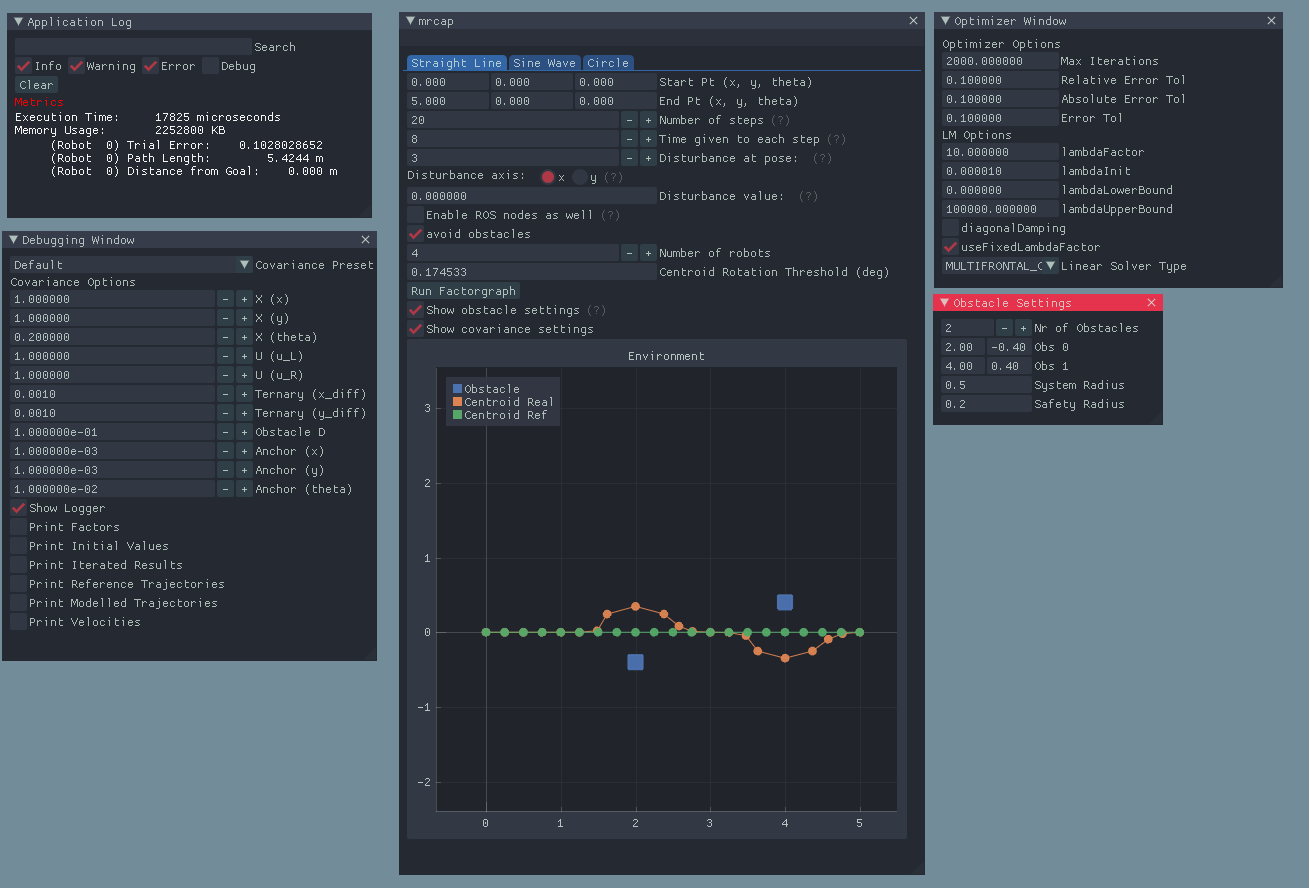 Application Log
Search
Info Warning Error Debug
Clear
Metrics
Execution Time: 17825 microseconds
Memory Usage: 2252800 KB
(Robot 0) Trial Error: 0.1028028652
(Robot 0) Path Length: 5.4244 m
(Robot 0) Distance from Goal: 0.000 m
Debugging Window
Default Covariance Preset
Covariance Options
1.000000 - + X (x)
1.000000 - + X (y)
0.200000 - + X (theta)
1.000000 - + U (u_L)
1.000000 - + U (u_R)
0.0010 - + Ternary (x_diff)
0.0010 - + Ternary (y_diff)
1.000000e-01 - + Obstacle D
1.000000e-03 - + Anchor (x)
1.000000e-03 - + Anchor (y)
1.000000e-02 - + Anchor (theta)
Show Logger
Print Factors
Print Initial Values
Print Iterated Results
Print Reference Trajectories
Print Modelled Trajectories
Print Velocities
mrcap
Straight Line Sine Wave Circle
0.000 0.000 0.000 Start Pt (x, y, theta)
5.000 0.000 0.000 End Pt (x, y, theta)
20 - + Number of steps (?)
8 - + Time given to each step (?)
3 - + Disturbance at pose: (?)
Disturbance axis: x y (?)
0.000000 Disturbance value: (?)
Enable ROS nodes as well (?)
avoid obstacles
4 - + Number of robots
0.174533 Centroid Rotation Threshold (deg)
Run Factorgraph
Show obstacle settings (?)
Show covariance settings
Environment
Obstacle
Centroid Real
Centroid Ref
3
2
1
0
-1
-2
0 1 2 3 4 5
Optimizer Window
Optimizer Options
2000.000000 Max Iterations
0.100000 Relative Error Tol
0.100000 Absolute Error Tol
0.100000 Error Tol
LM Options
10.000000 lambdaFactor
0.000010 lambdaInit
0.000000 lambdaLowerBound
100000.000000 lambdaUpperBound
diagonalDamping
useFixedLambdaFactor
MULTIFRONTAL_C Linear Solver Type
Obstacle Settings
2 - + Nr of Obstacles
2.00 -0.40 Obs 0
4.00 0.40 Obs 1
0.5 System Radius
0.2 Safety Radius